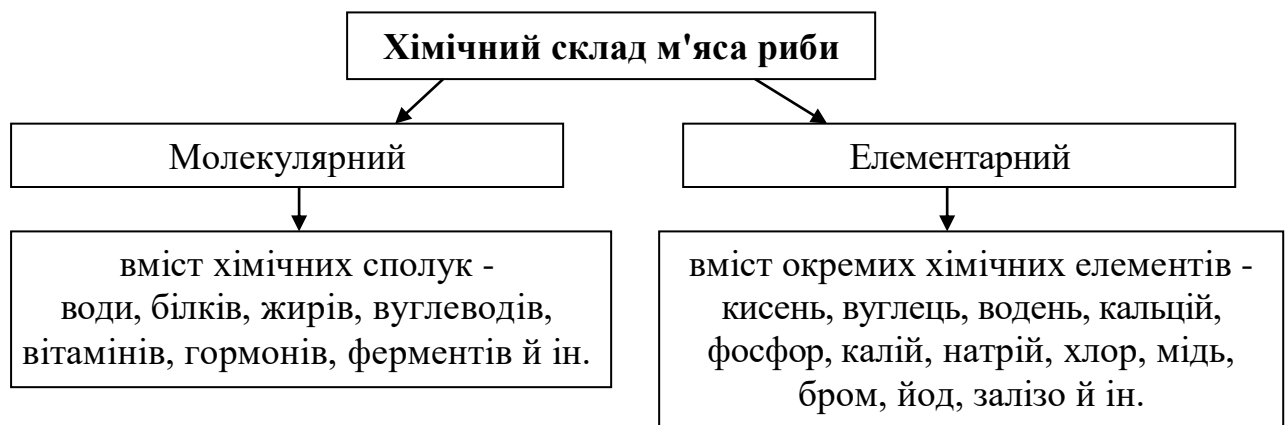 Хімічний склад м'яса риби
Молекулярний
Елементарний
вміст хімічних сполук -
води, білків, жирів, вуглеводів,
вітамінів, гормонів, ферментів й ін.
вміст окремих хімічних елементів -
кисень, вуглець, водень, кальцій,
фосфор, калій, натрій, хлор, мідь,
бром, йод, залізо й ін.